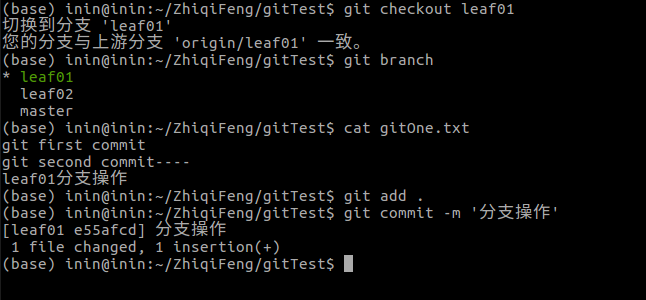 (base) inin@inin:~/ZhiqiFeng/gitTest$ git checkout leaf01
切换到分支 'leaf01'
您的分支与上游分支 'origin/leaf01' 一致。
(base) inin@inin:~/ZhiqiFeng/gitTest$ git branch
* leaf01
  leaf02
  master
(base) inin@inin:~/ZhiqiFeng/gitTest$ cat gitOne.txt
git first commit
git second commit----
leaf01分支操作
(base) inin@inin:~/ZhiqiFeng/gitTest$ git add .
(base) inin@inin:~/ZhiqiFeng/gitTest$ git commit -m '分支操作'
[leaf01 e55afcd] 分支操作
 1 file changed, 1 insertion(+)
(base) inin@inin:~/ZhiqiFeng/gitTest$